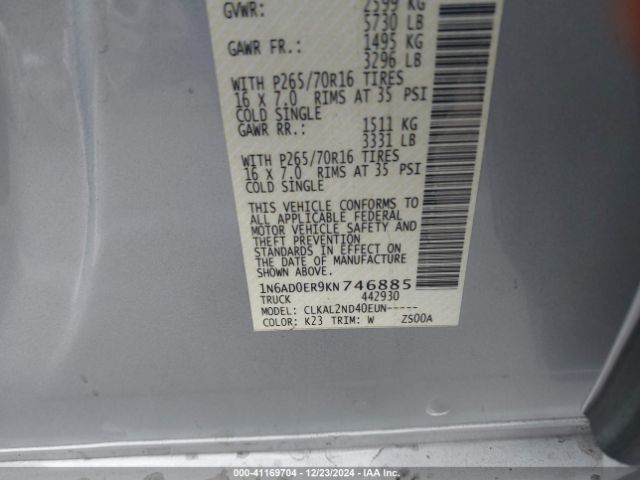 GVWR: 2599 KG
5730 LB
GAWR FR.: 1495 KG
3296 LB
WITH P265/70R16 TIRES
16 X 7.0 RIMS AT 35 PSI
COLD SINGLE
GAWR RR.: 1511 KG
3331 LB
WITH P265/70R16 TIRES
16 X 7.0 RIMS AT 35 PSI
COLD SINGLE
THIS VEHICLE CONFORMS TO
ALL APPLICABLE FEDERAL
MOTOR VEHICLE SAFETY AND
THEFT PREVENTION
STANDARDS IN EFFECT ON
THE DATE OF MANUFACTURE
SHOWN ABOVE.
1N6AD0ER9KN746885
TRUCK 442930
MODEL: CLKAL2ND40EUN-----
COLOR: K23 TRIM: W ZS00A
000-41169704 - 12/23/2024 - IAA Inc.